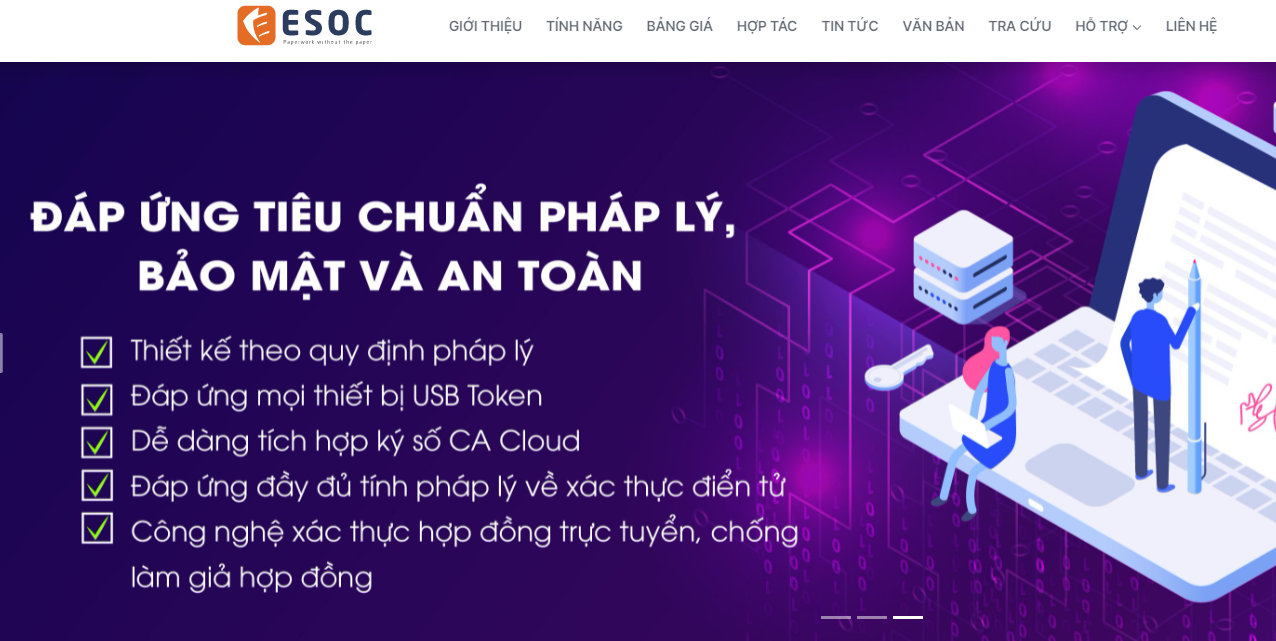 ESOC
Paperwork without the paper
GIỚI THIỆU TÍNH NĂNG BẢNG GIÁ HỢP TÁC TIN TỨC VĂN BẢN TRA CỨU HỖ TRỢ LIÊN HỆ
ĐÁP ỨNG TIÊU CHUẨN PHÁP LÝ,
BẢO MẬT VÀ AN TOÀN
Thiết kế theo quy định pháp lý
Đáp ứng mọi thiết bị USB Token
Dễ dàng tích hợp ký số CA Cloud
Đáp ứng đầy đủ tính pháp lý về xác thực điển tử
Công nghệ xác thực hợp đồng trực tuyển, chống
làm giả hợp đồng